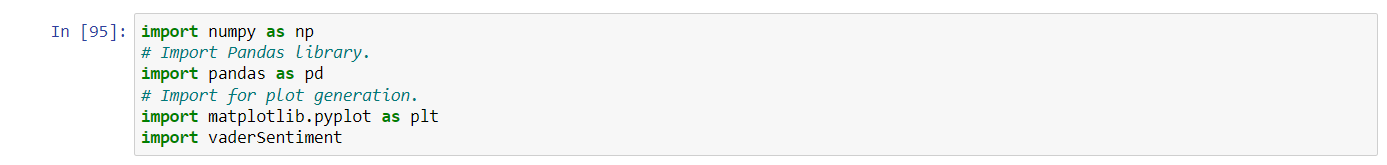 In [95]: import numpy as np
# Import Pandas library.
import pandas as pd
# Import for plot generation.
import matplotlib.pyplot as plt
import vaderSentiment